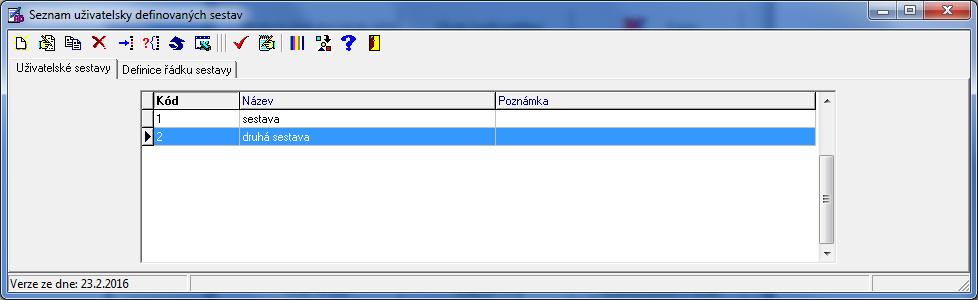 Seznam uživatelsky definovaných sestav
Uživatelské sestavy Definice řádku sestavy
Kód Název Poznámka
1 sestava
2 druhá sestava
Verze ze dne: 23.2.2016